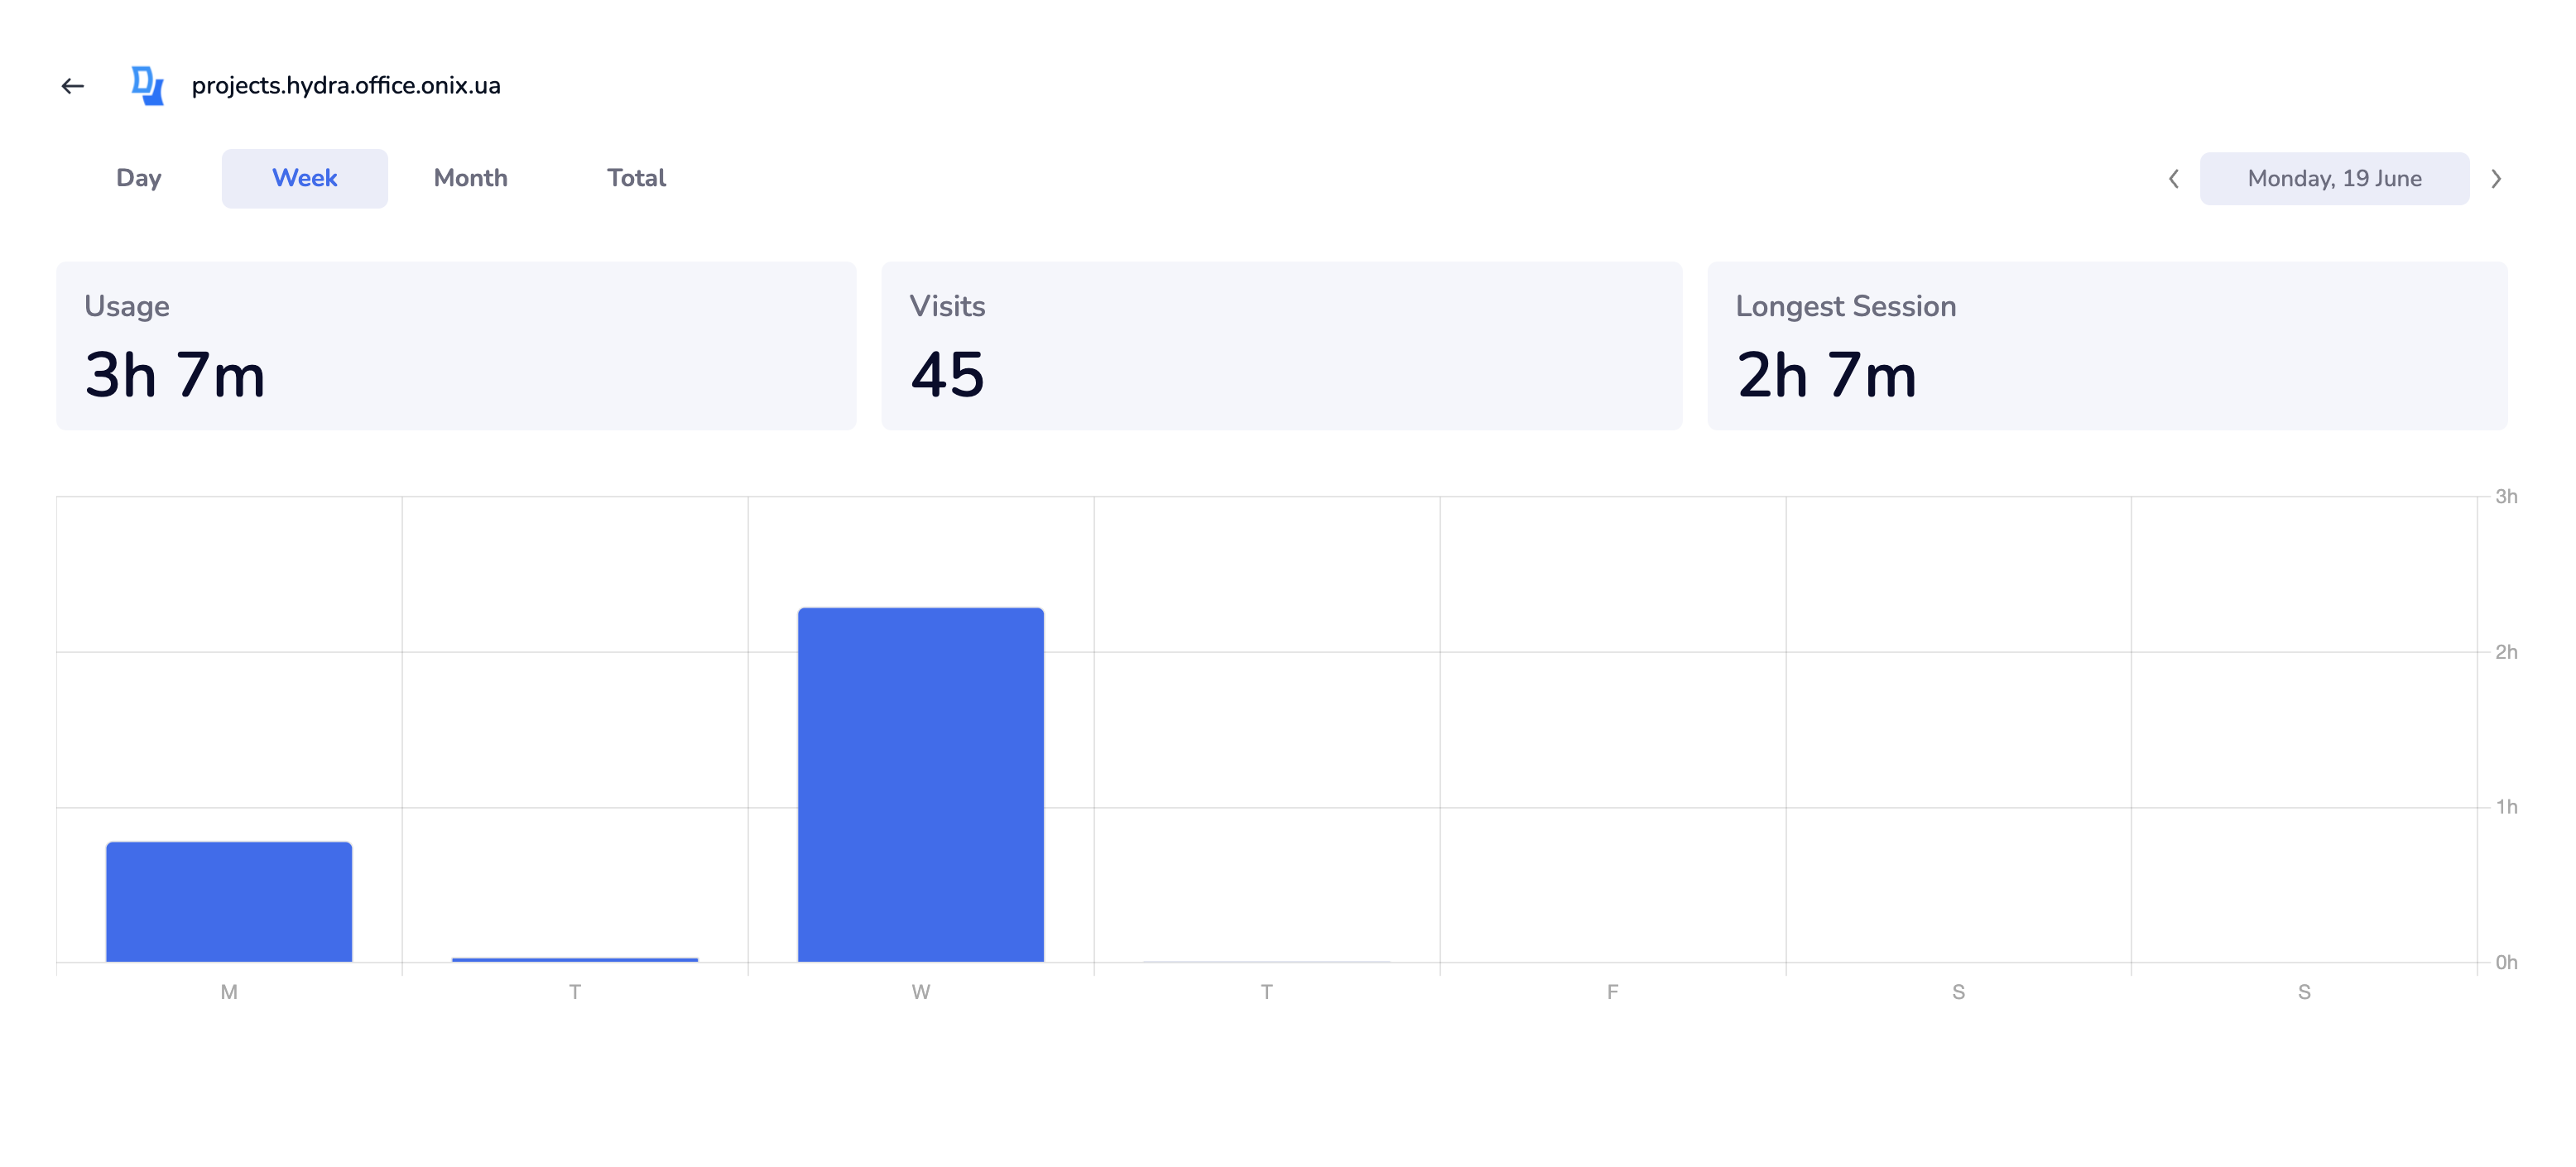 projects.hydra.office.onix.ua
Day Week Month Total
Monday, 19 June
Usage
3h 7m
Visits
45
Longest Session
2h 7m
3h
2h
1h
0h
M T W T F S S